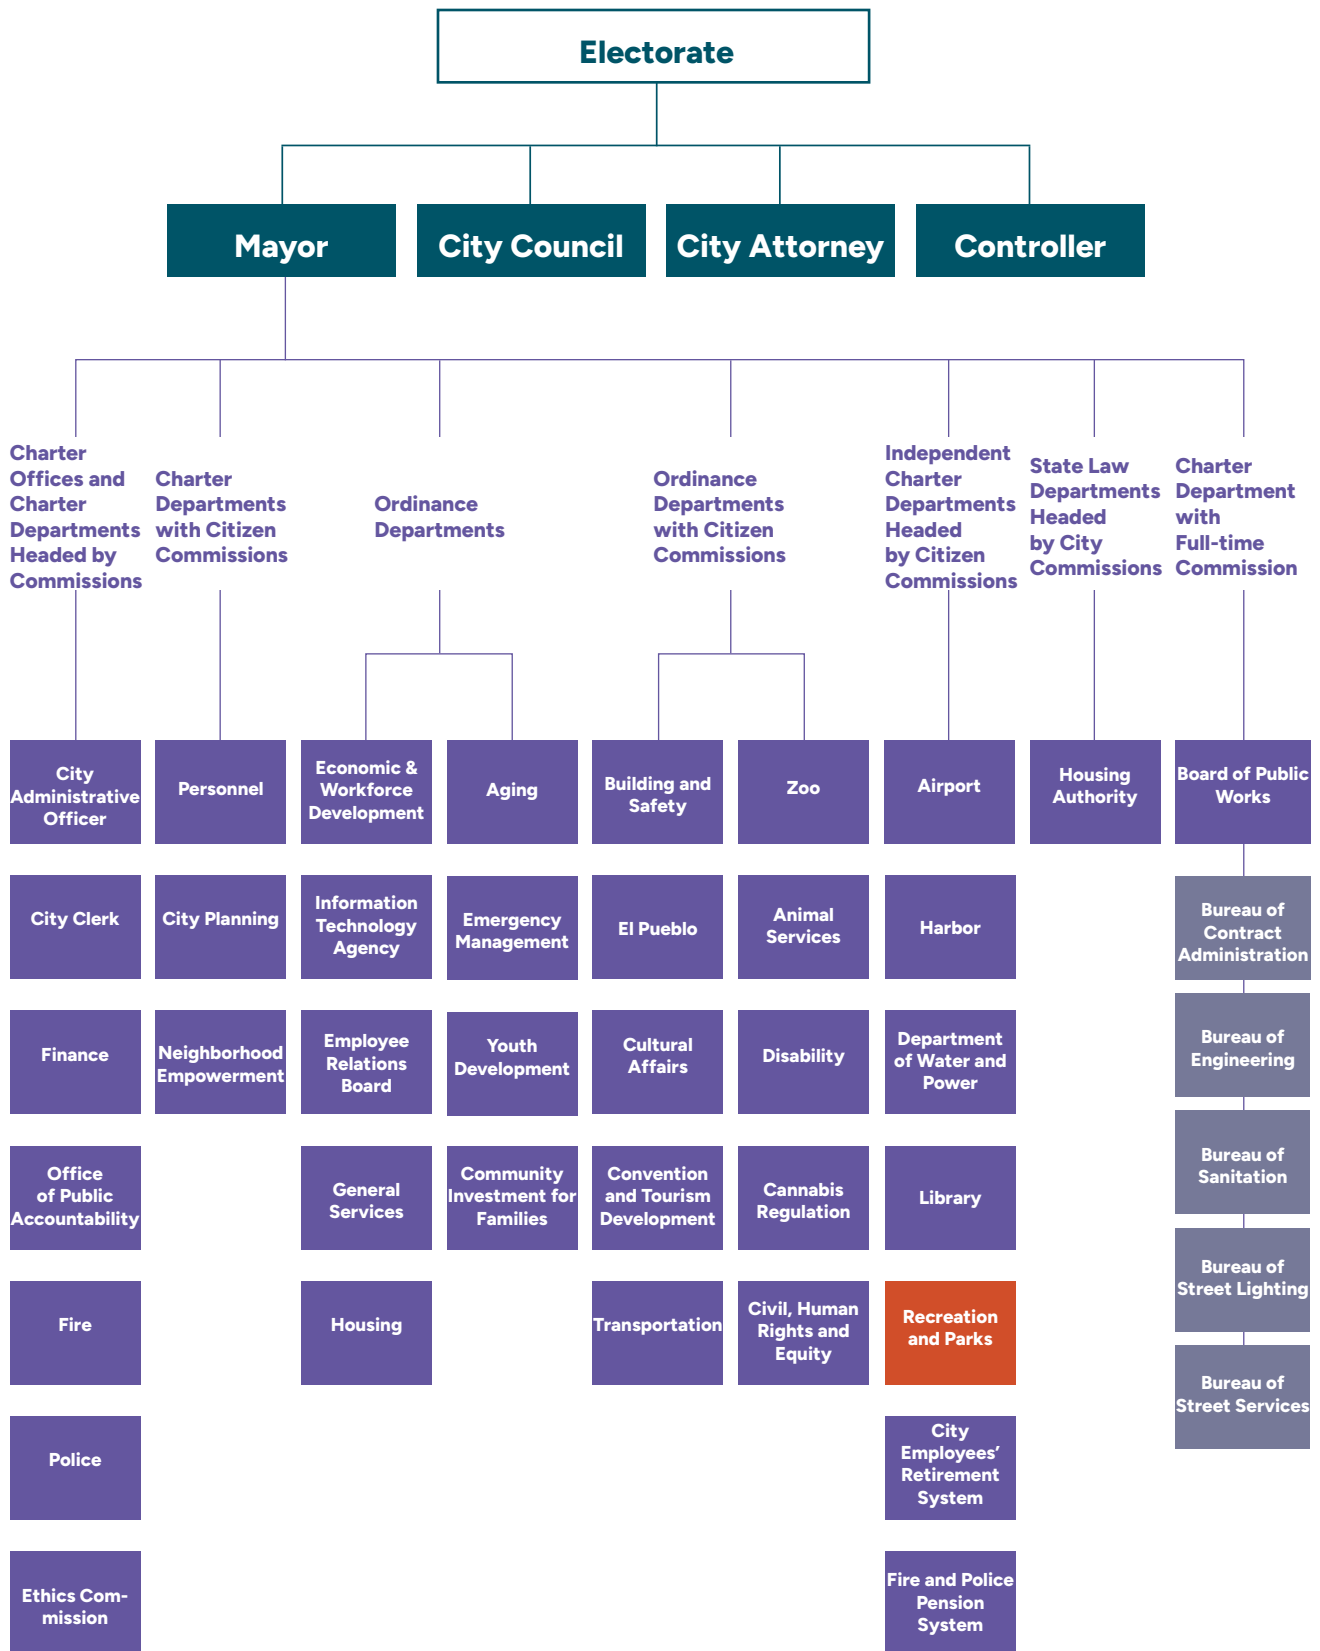 Electorate
Mayor
City Council
City Attorney
Controller
Charter
Offices and
Charter
Departments
Headed by
Commissions
Charter
Departments
with Citizen
Commissions
Ordinance
Departments
Ordinance
Departments
with Citizen
Commissions
Independent
Charter
Departments
Headed
by Citizen
Commissions
State Law
Departments
Headed
by City
Commissions
Charter
Department
with
Full-time
Commission
City
Administrative
Officer
Personnel
Economic &
Workforce
Development
Aging
Building and
Safety
Zoo
Airport
Housing
Authority
Board of Public
Works
City Clerk
City Planning
Information
Technology
Agency
Emergency
Management
El Pueblo
Animal
Services
Harbor
Bureau of
Contract
Administration
Finance
Neighborhood
Empowerment
Employee
Relations
Board
Youth
Development
Cultural
Affairs
Disability
Department
of Water and
Power
Bureau of
Engineering
Office
of Public
Accountability
General
Services
Community
Investment for
Families
Convention
and Tourism
Development
Cannabis
Regulation
Library
Bureau of
Sanitation
Fire
Housing
Transportation
Civil, Human
Rights and
Equity
Recreation
and Parks
Bureau of
Street Lighting
Police
City
Employees’
Retirement
System
Bureau of
Street Services
Ethics Com-
mission
Fire and Police
Pension
System